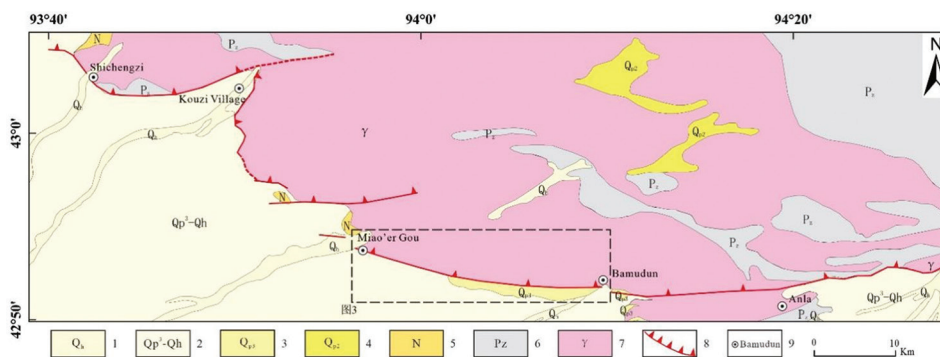 93°40′ 94°0′ 94°20′
N
N
Pz
Shichengzi
Pz
Kouzi Village
Qh
Qp2
Pz
43°0′
Qh
γ
Pz
Qp2
Pz
N
Qh
Pz
Qp³-Qh
N
Pz
Miao'er Gou
Qh
γ
Bamudun
Qp3
Qp3
Anla
Qp³-Qh
Qh
42°50′
图3
Qh
Qp3
Pz
Qh
Qh 1 Qp³-Qh 2 Qp3 3 Qp2 4 N 5 Pz 6 γ 7 8 Bamudun 9
0 10
Km